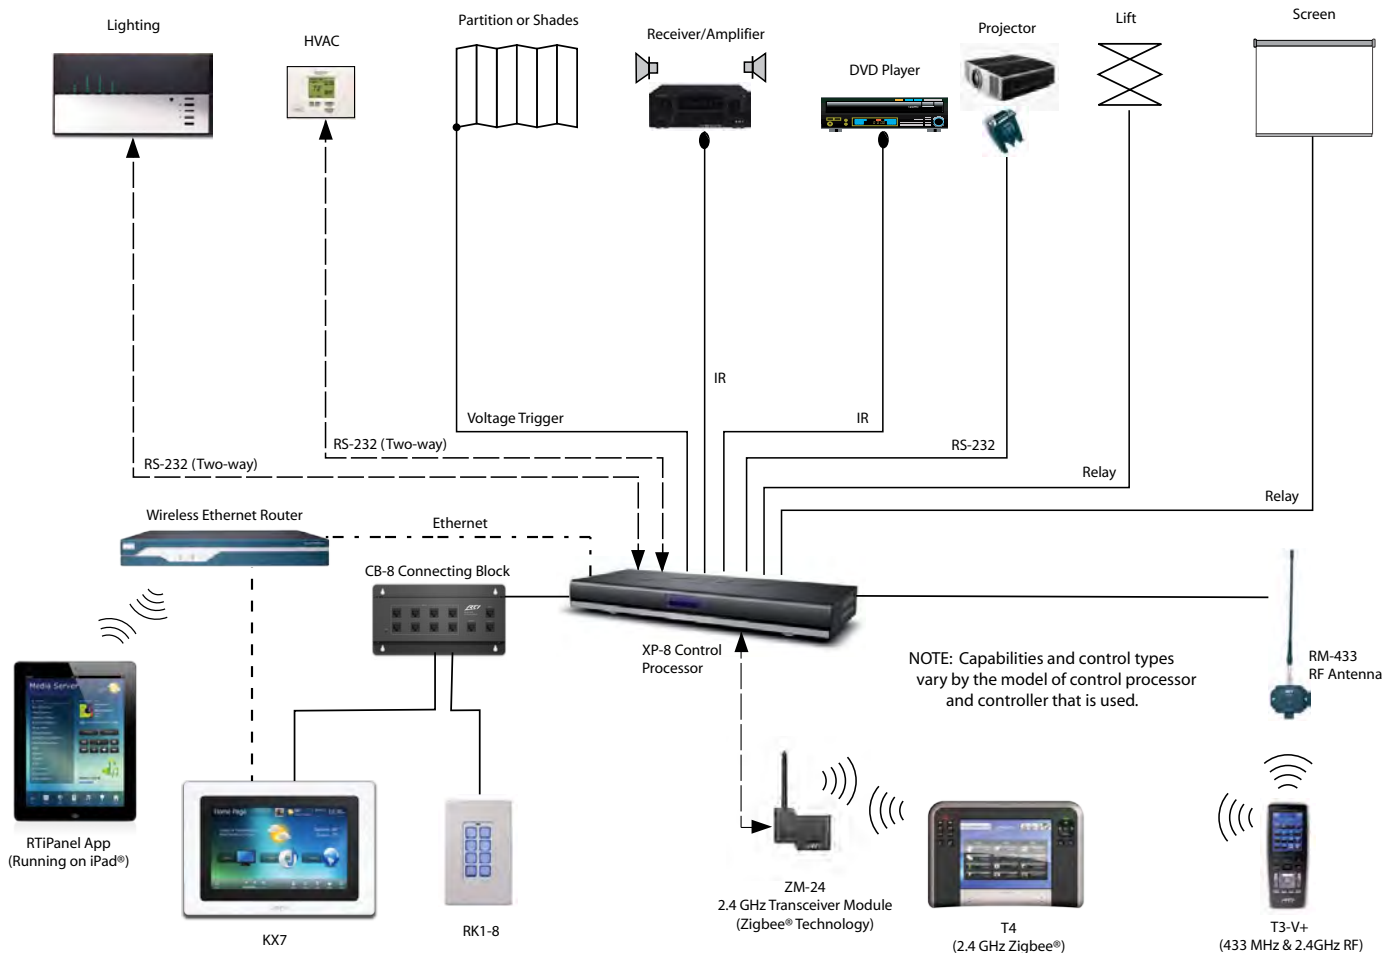 Lighting
HVAC
Partition or Shades
Receiver/Amplifier
DVD Player
Projector
Lift
Screen
IR
Voltage Trigger
IR
RS-232 (Two-way)
RS-232
RS-232 (Two-way)
Relay
Relay
Wireless Ethernet Router
Ethernet
CB-8 Connecting Block
XP-8 Control
Processor
NOTE: Capabilities and control types
vary by the model of control processor
and controller that is used.
RM-433
RF Antenna
Media Server
Home Page
RTiPanel App
(Running on iPad®)
KX7
RK1-8
ZM-24
2.4 GHz Transceiver Module
(Zigbee® Technology)
T4
(2.4 GHz Zigbee®)
T3-V+
(433 MHz & 2.4GHz RF)